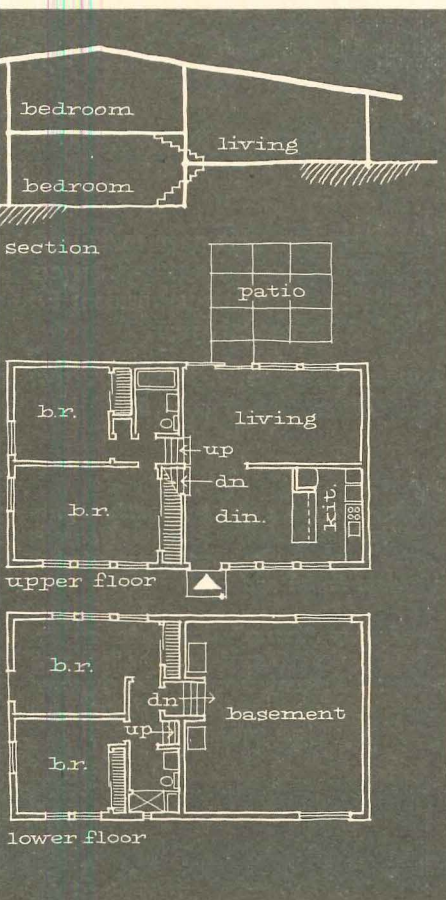 bedroom
living
bedroom
section
patio
b.r.
living
up
dn
b.r.
din.
kit.
upper floor
b.r.
dn
basement
up
b.r.
lower floor